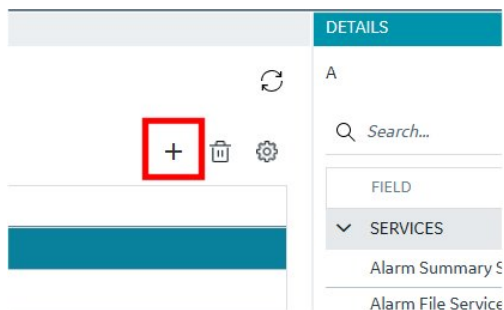 DETAILS
A
Search...
FIELD
SERVICES
Alarm Summary S
Alarm File Service